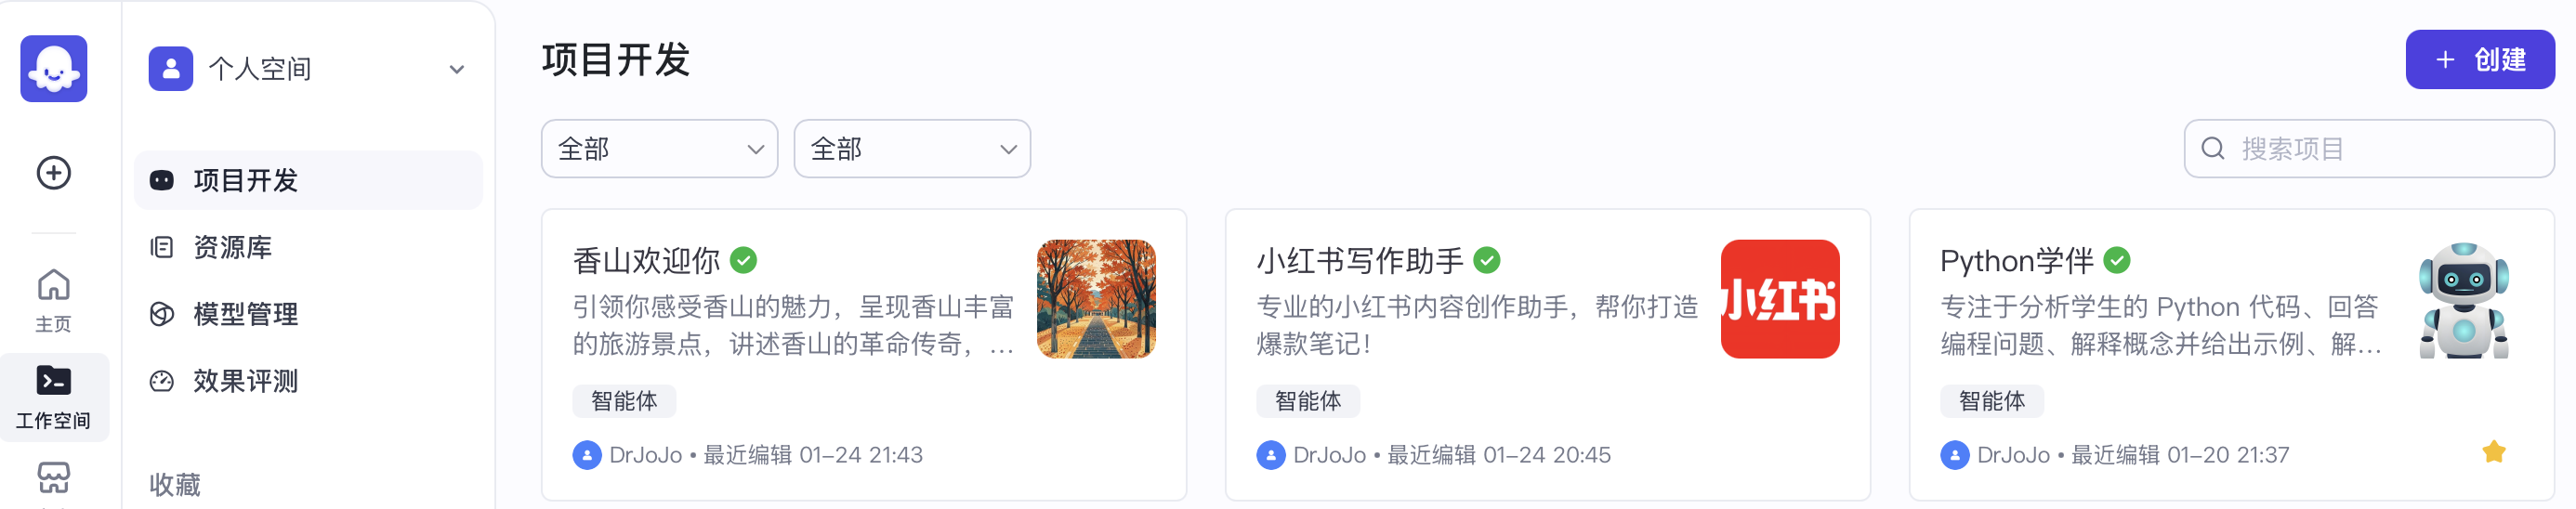 个人空间
项目开发
资源库
模型管理
效果评测
收藏
主页
工作空间
项目开发
创建
全部
全部
搜索项目
香山欢迎你
引领你感受香山的魅力，呈现香山丰富
的旅游景点，讲述香山的革命传奇，...
智能体
DrJoJo • 最近编辑 01-24 21:43
小红书写作助手
专业的小红书内容创作助手，帮你打造
爆款笔记！
小红书
智能体
DrJoJo • 最近编辑 01-24 20:45
Python学伴
专注于分析学生的 Python 代码、回答
编程问题、解释概念并给出示例、解...
智能体
DrJoJo • 最近编辑 01-20 21:37